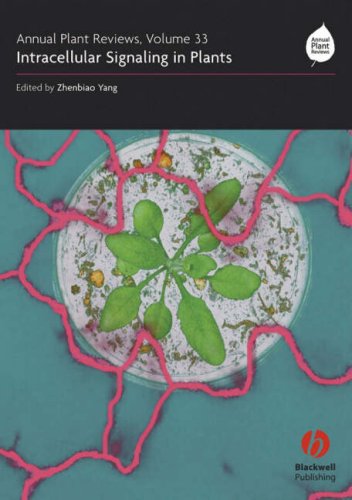 Annual Plant Reviews, Volume 33
Intracellular Signaling in Plants
Edited by Zhenbiao Yang
Annual
Plant
Reviews
Blackwell
Publishing